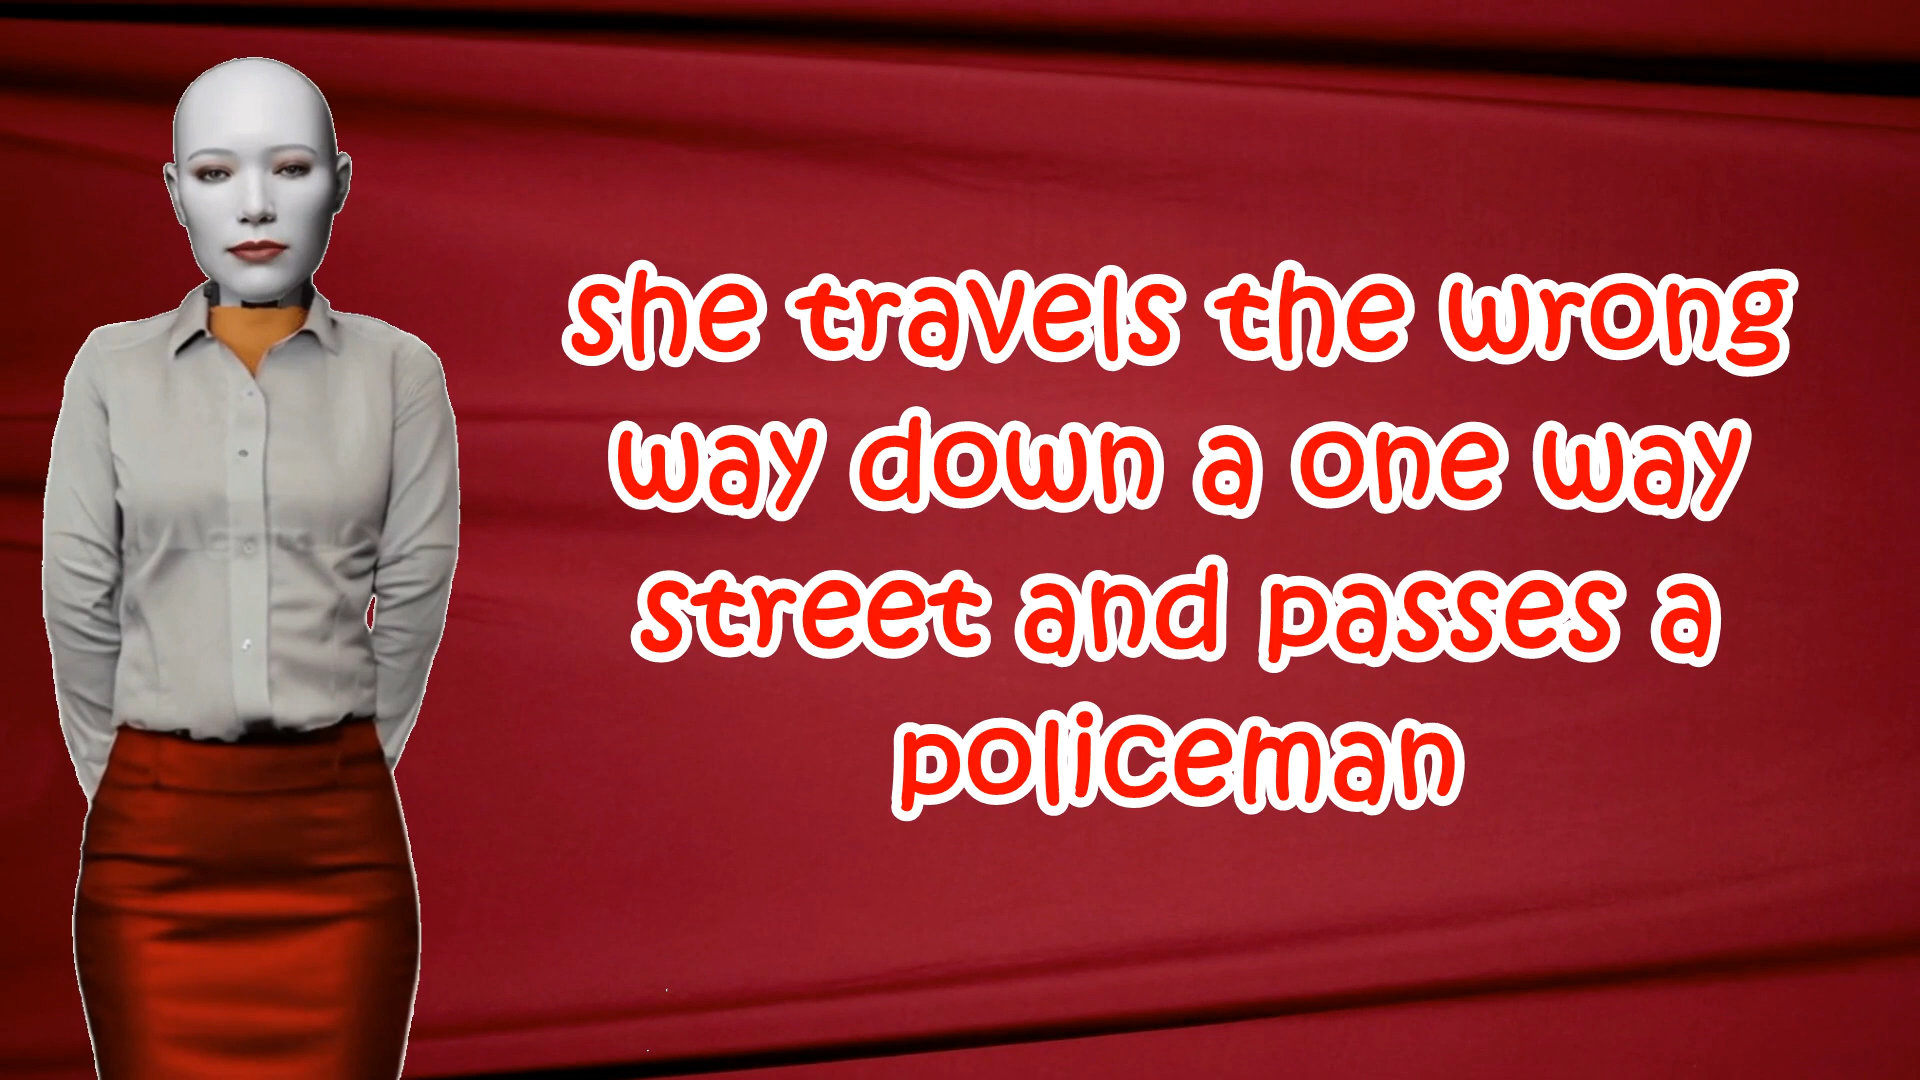 she travels the wrong
way down a one way
street and passes a
policeman